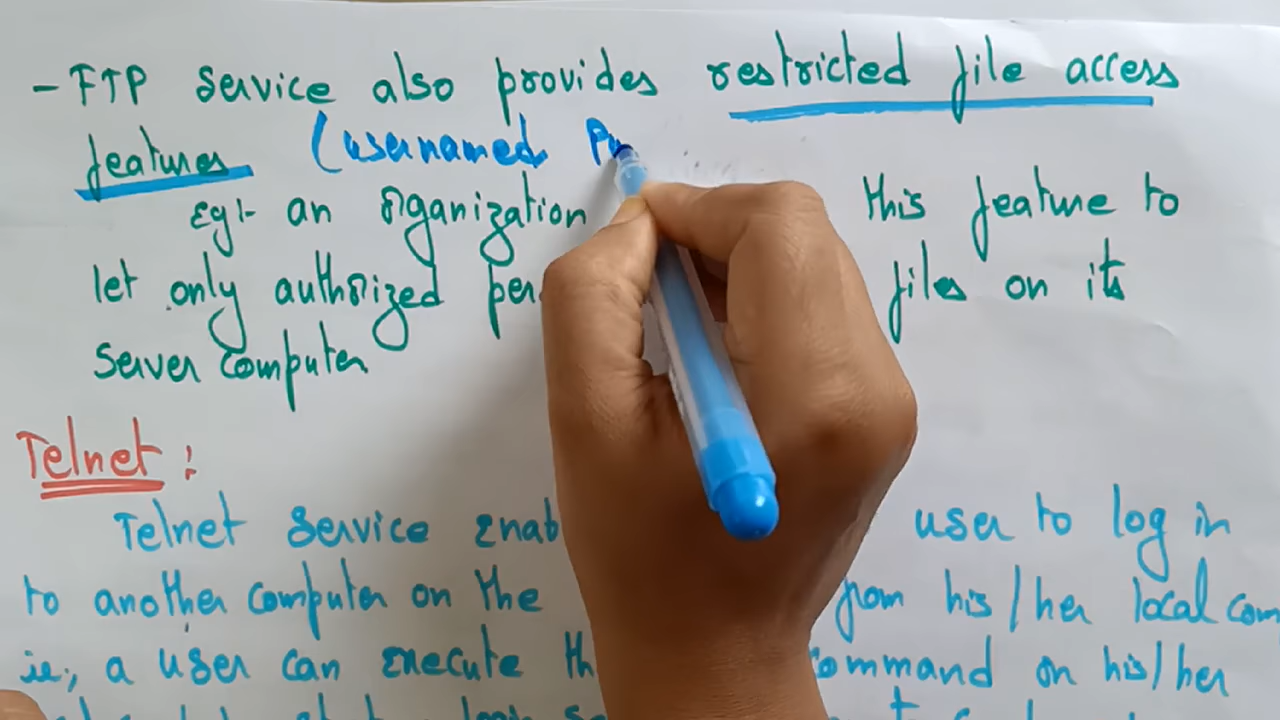 - FTP service also provides restricted file access
features (usernamed, Pa
Eg:- an organization this feature to
let only authorized per files on its
Server computer
Telnet:
Telnet service Enab user to log in
to another computer on the from his/her local com
ie:, a user can execute th command on his/her